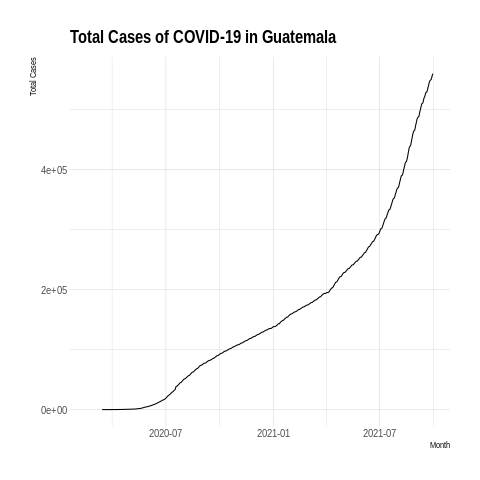 Total Cases of COVID-19 in Guatemala
Total Cases
4e+05
2e+05
0e+00
2020-07
2021-01
2021-07
Month